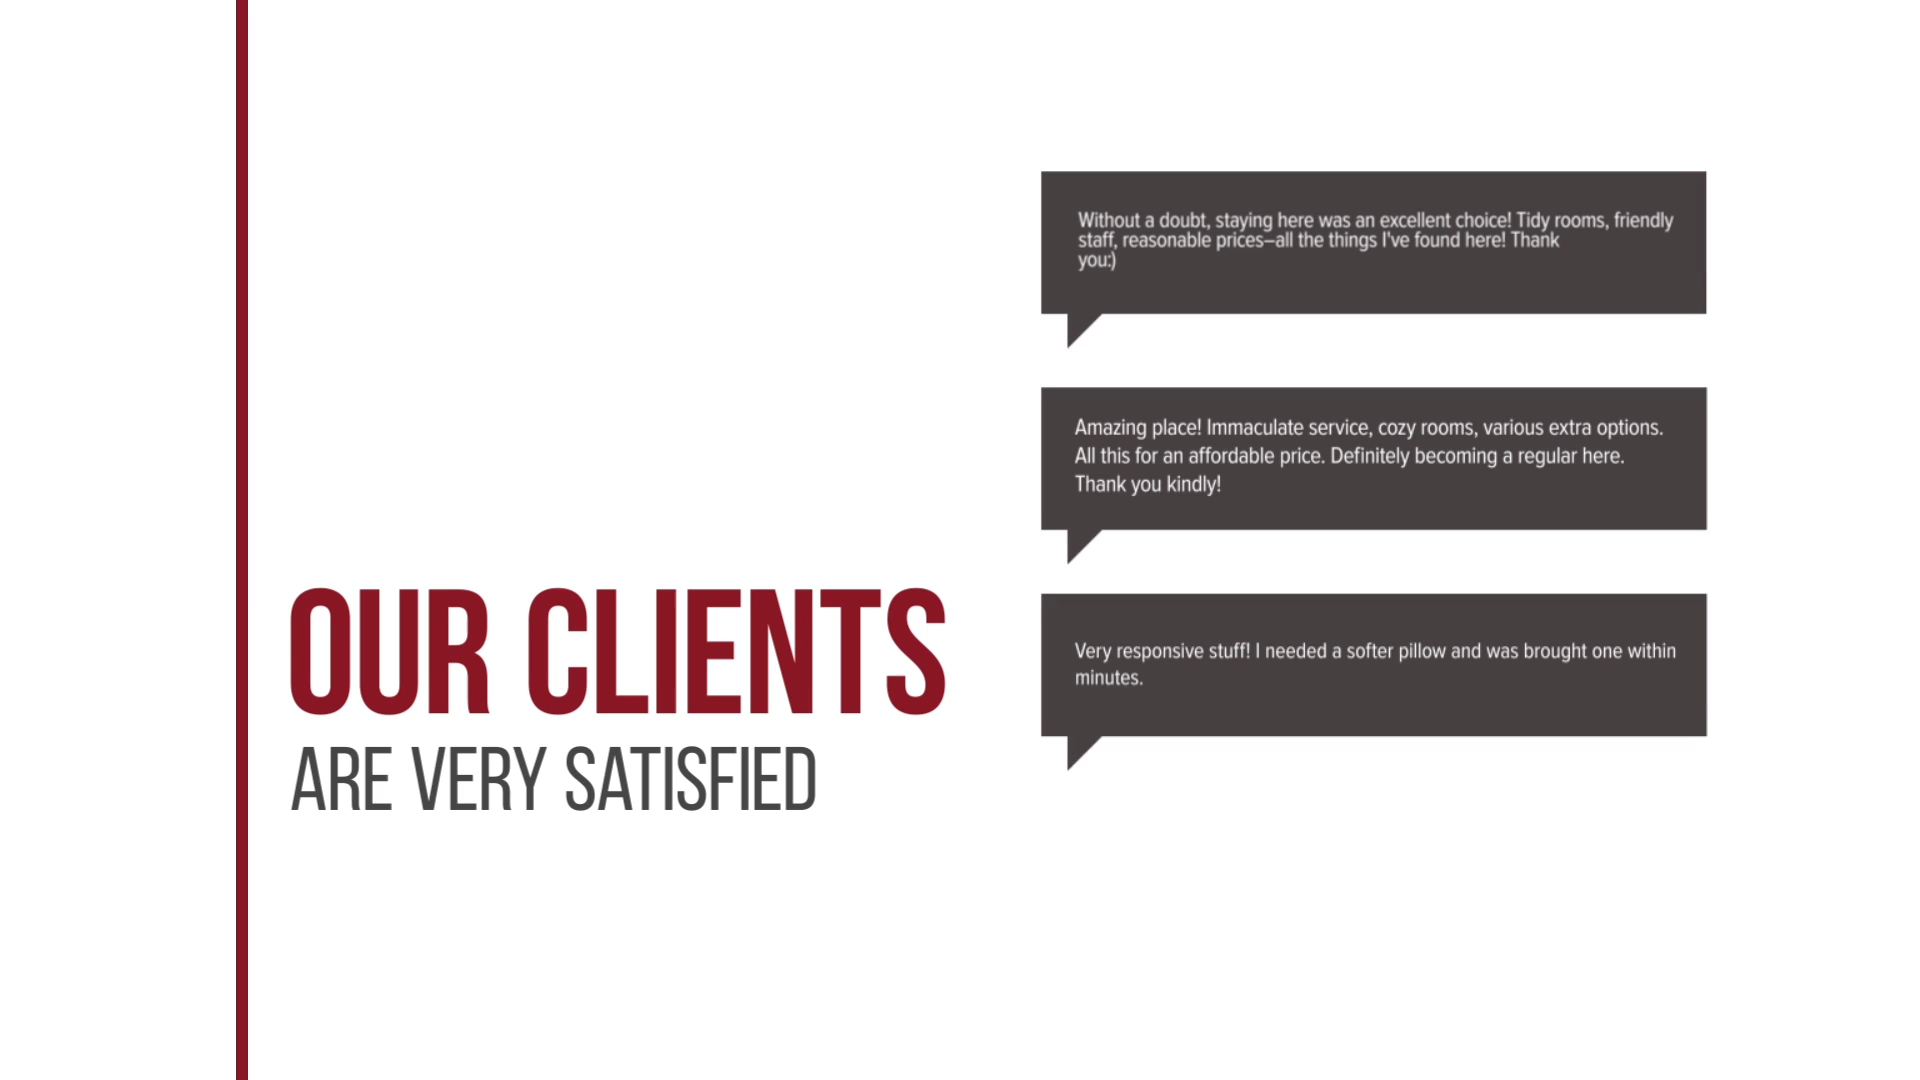 Without a doubt, staying here was an excellent choice! Tidy rooms, friendly
staff, reasonable prices–all the things I've found here! Thank
you:)
Amazing place! Immaculate service, cozy rooms, various extra options.
All this for an affordable price. Definitely becoming a regular here.
Thank you kindly!
Very responsive stuff! I needed a softer pillow and was brought one within
minutes.
OUR CLIENTS
ARE VERY SATISFIED